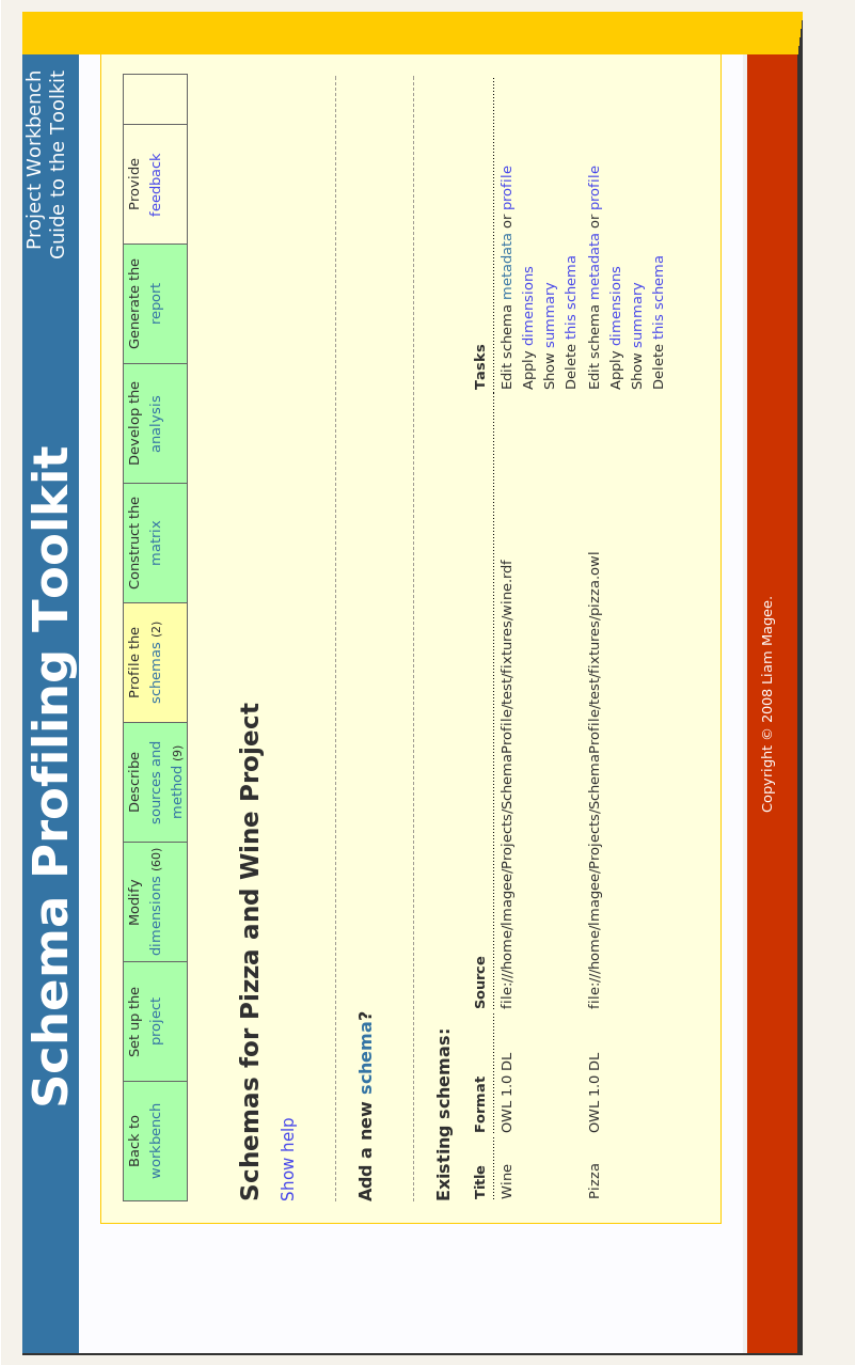 Schema Profiling Toolkit
Project Workbench
Guide to the Toolkit
Back to
workbench
Set up the
project
Modify
dimensions (60)
Describe
sources and
method (9)
Profile the
schemas (2)
Construct the
matrix
Develop the
analysis
Generate the
report
Provide
feedback
Schemas for Pizza and Wine Project
Show help
Add a new schema?
Existing schemas:
Title Format Source Tasks
Wine OWL 1.0 DL file:///home/lmagee/Projects/SchemaProfile/test/fixtures/wine.rdf Edit schema metadata or profile
Apply dimensions
Show summary
Delete this schema
Pizza OWL 1.0 DL file:///home/lmagee/Projects/SchemaProfile/test/fixtures/pizza.owl Edit schema metadata or profile
Apply dimensions
Show summary
Delete this schema
Copyright © 2008 Liam Magee.